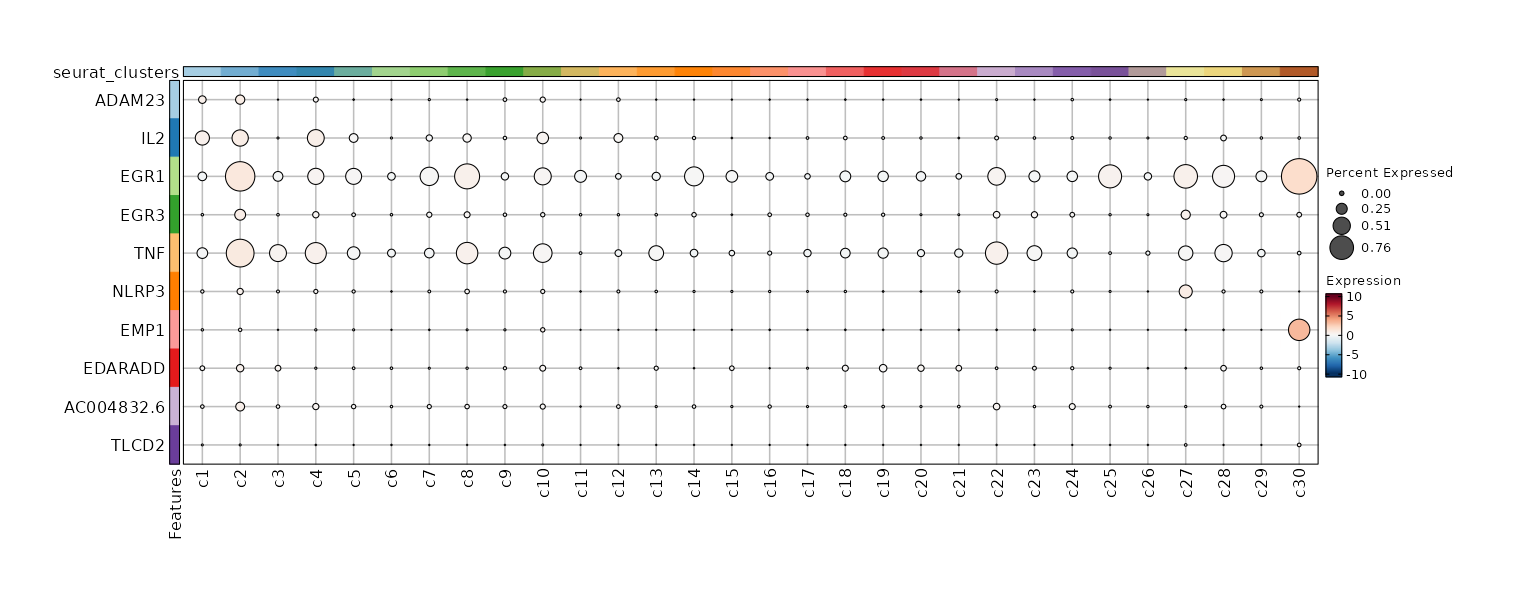 seurat_clusters
ADAM23
IL2
EGR1
EGR3
TNF
NLRP3
EMP1
EDARADD
AC004832.6
TLCD2
Features
c1 c2 c3 c4 c5 c6 c7 c8 c9 c10 c11 c12 c13 c14 c15 c16 c17 c18 c19 c20 c21 c22 c23 c24 c25 c26 c27 c28 c29 c30
Percent Expressed
0.00
0.25
0.51
0.76
Expression
10
5
0
-5
-10